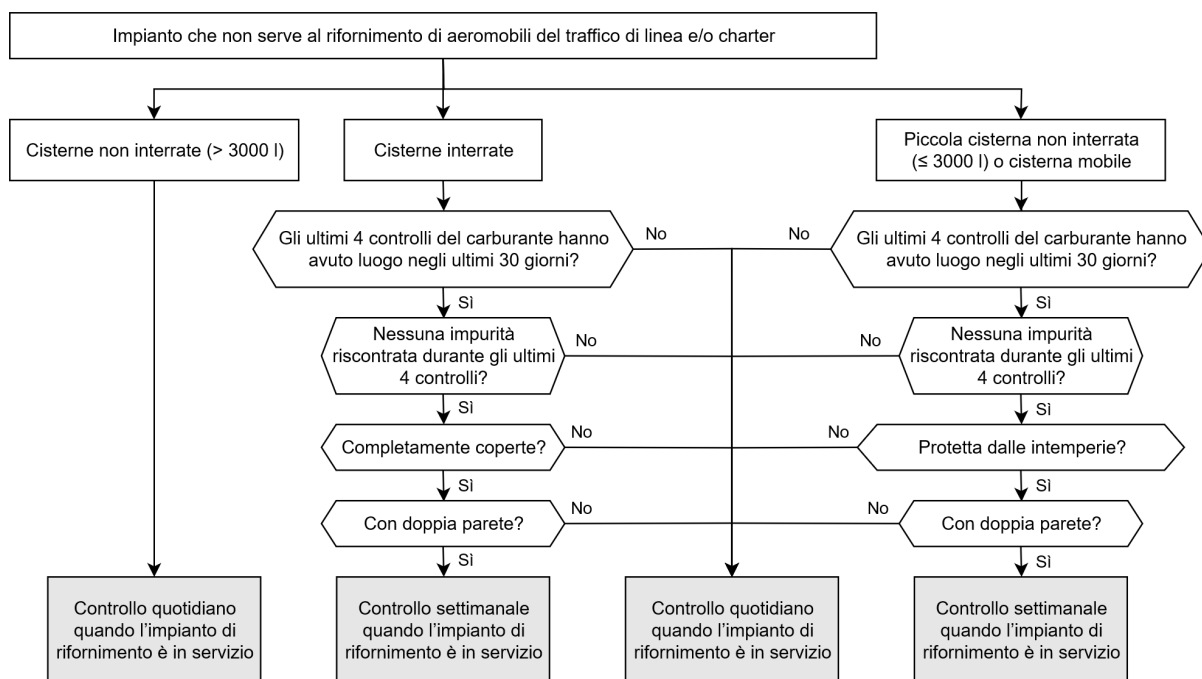 Impianto che non serve al rifornimento di aeromobili del traffico di linea e/o charter
Cisterne non interrate (> 3000 l)
Cisterne interrate
Piccola cisterna non interrata
(≤ 3000 l) o cisterna mobile
Gli ultimi 4 controlli del carburante hanno
avuto luogo negli ultimi 30 giorni?
No
No
Gli ultimi 4 controlli del carburante hanno
avuto luogo negli ultimi 30 giorni?
Sì
Sì
Nessuna impurità
riscontrata durante gli ultimi
4 controlli?
No
No
Nessuna impurità
riscontrata durante gli ultimi
4 controlli?
Sì
Sì
Completamente coperte?
No
No
Protetta dalle intemperie?
Sì
Sì
Con doppia parete?
No
No
Con doppia parete?
Sì
Sì
Controllo quotidiano
quando l’impianto di
rifornimento è in servizio
Controllo settimanale
quando l’impianto di
rifornimento è in servizio
Controllo quotidiano
quando l’impianto di
rifornimento è in servizio
Controllo settimanale
quando l’impianto di
rifornimento è in servizio